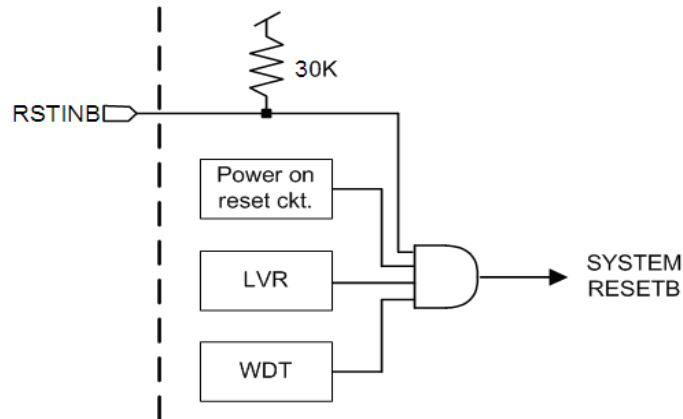 30K
RSTINB
Power on
reset ckt.
LVR
WDT
SYSTEM
RESETB